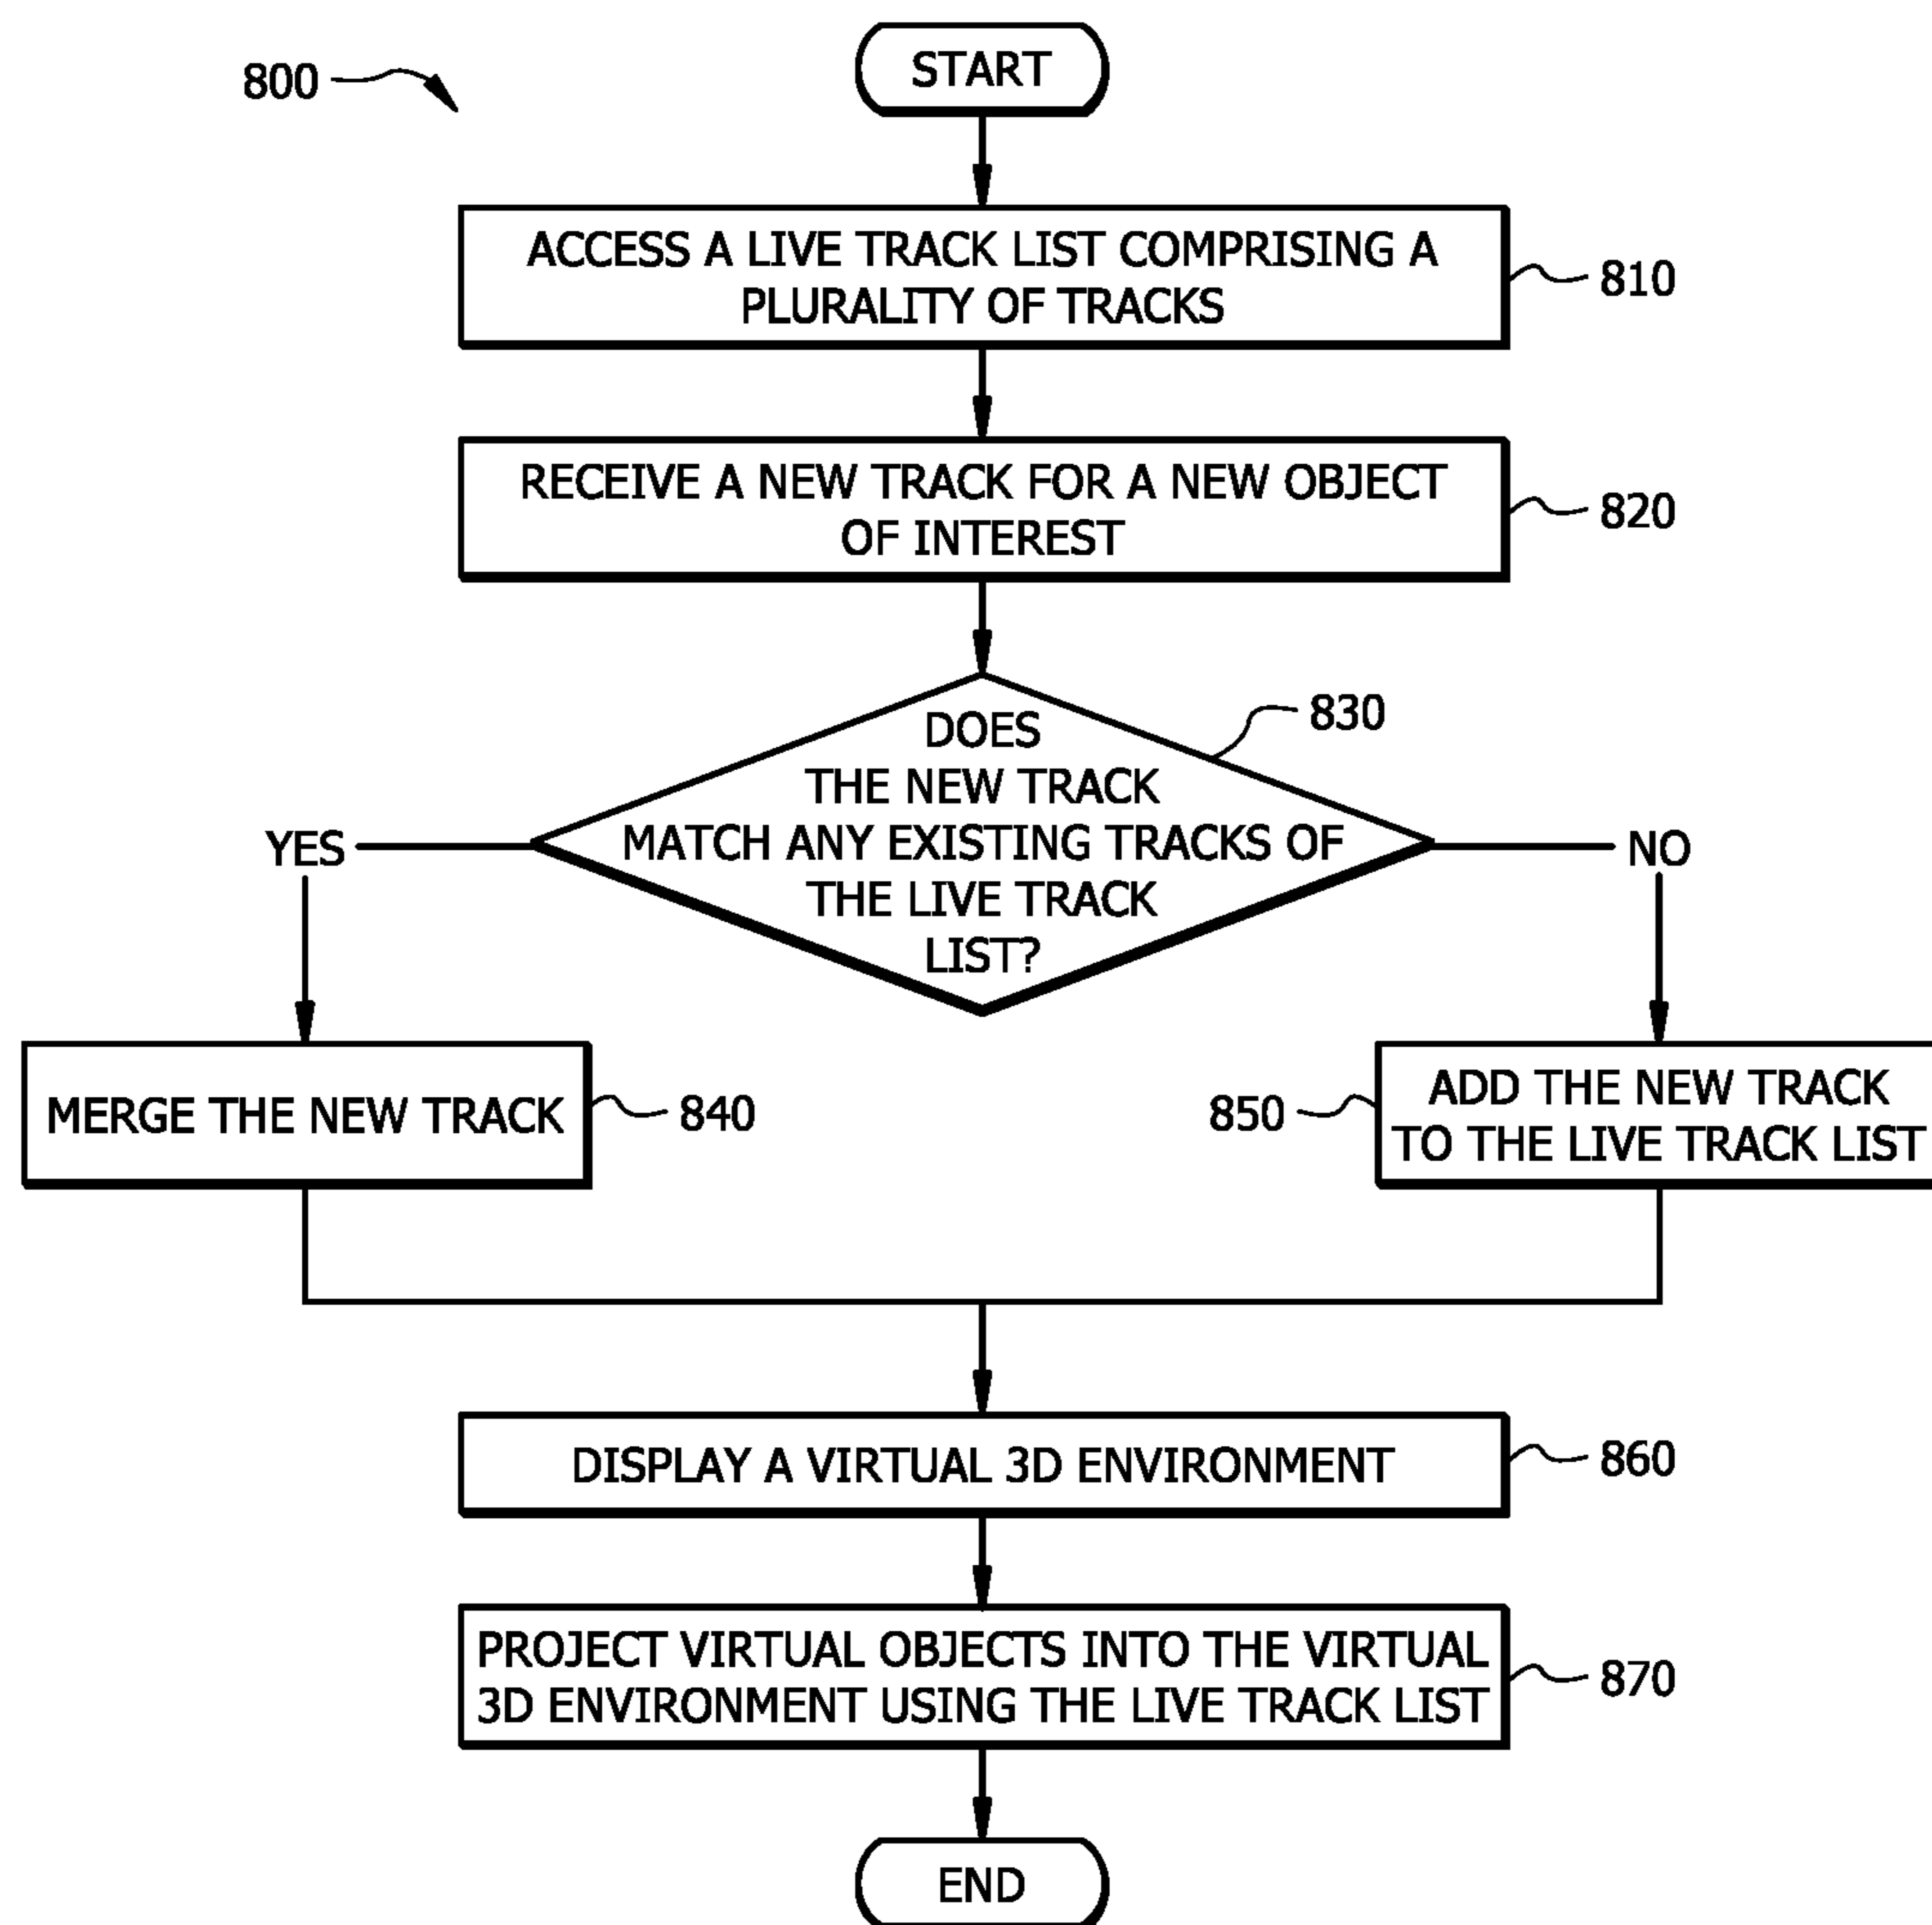 800
START
ACCESS A LIVE TRACK LIST COMPRISING A
PLURALITY OF TRACKS
810
RECEIVE A NEW TRACK FOR A NEW OBJECT
OF INTEREST
820
830
DOES
THE NEW TRACK
MATCH ANY EXISTING TRACKS OF
THE LIVE TRACK
LIST?
YES
NO
MERGE THE NEW TRACK
840
850
ADD THE NEW TRACK
TO THE LIVE TRACK LIST
DISPLAY A VIRTUAL 3D ENVIRONMENT
860
PROJECT VIRTUAL OBJECTS INTO THE VIRTUAL
3D ENVIRONMENT USING THE LIVE TRACK LIST
870
END